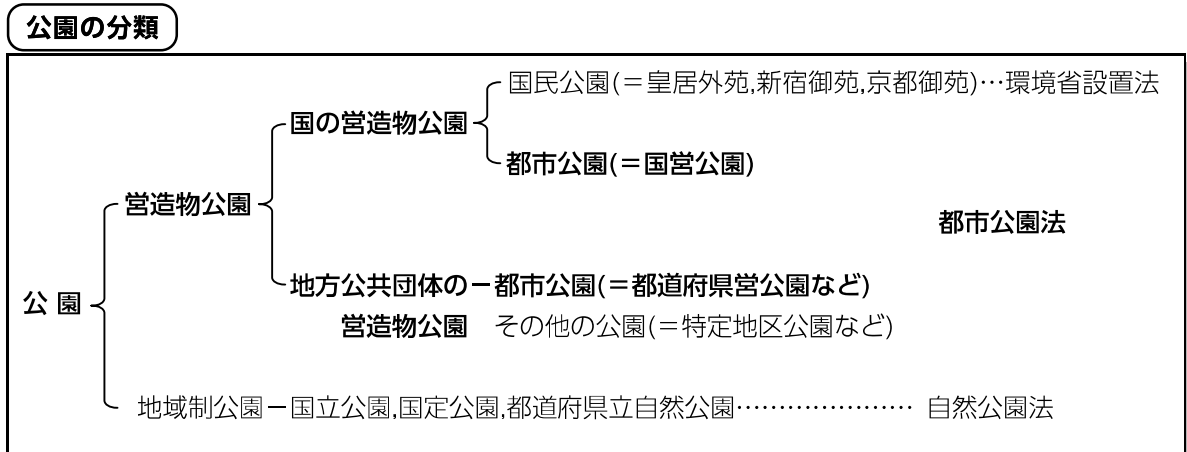 公園の分類
国民公園(＝皇居外苑,新宿御苑,京都御苑)…環境省設置法
国の営造物公園
都市公園(＝国営公園)
営造物公園
都市公園法
地方公共団体の－都市公園(＝都道府県営公園など)
公園
営造物公園　その他の公園(＝特定地区公園など)
地域制公園－国立公園,国定公園,都道府県立自然公園…………………自然公園法